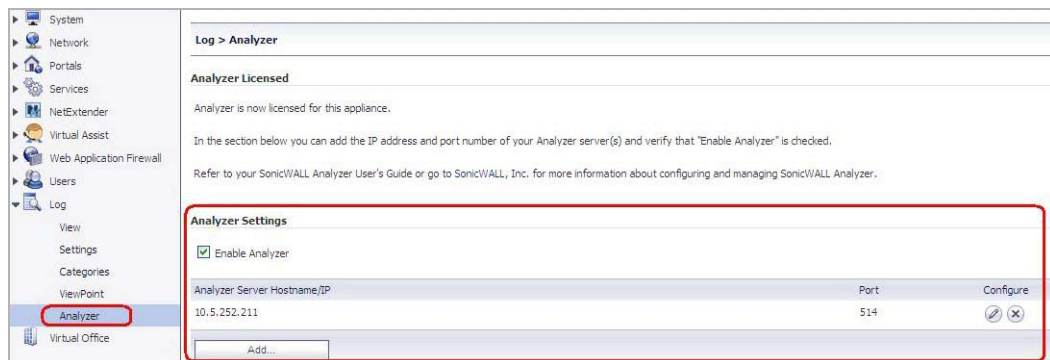 System
Network
Portals
Services
NetExtender
Virtual Assist
Web Application Firewall
Users
Log
View
Settings
Categories
ViewPoint
Analyzer
Virtual Office
Log > Analyzer
Analyzer Licensed
Analyzer is now licensed for this appliance.
In the section below you can add the IP address and port number of your Analyzer server(s) and verify that "Enable Analyzer" is checked.
Refer to your SonicWALL Analyzer User's Guide or go to SonicWALL, Inc. for more information about configuring and managing SonicWALL Analyzer.
Analyzer Settings
Enable Analyzer
Analyzer Server Hostname/IP Port Configure
10.5.252.211 514
Add...